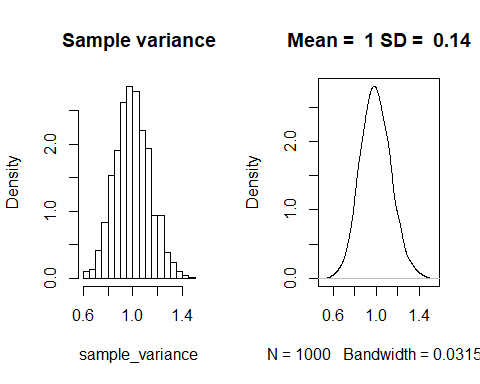 Sample variance
Density
0.0 1.0 2.0
0.6 1.0 1.4
sample_variance
Mean =  1 SD =  0.14
Density
0.0 1.0 2.0
0.6 1.0 1.4
N = 1000   Bandwidth = 0.0315